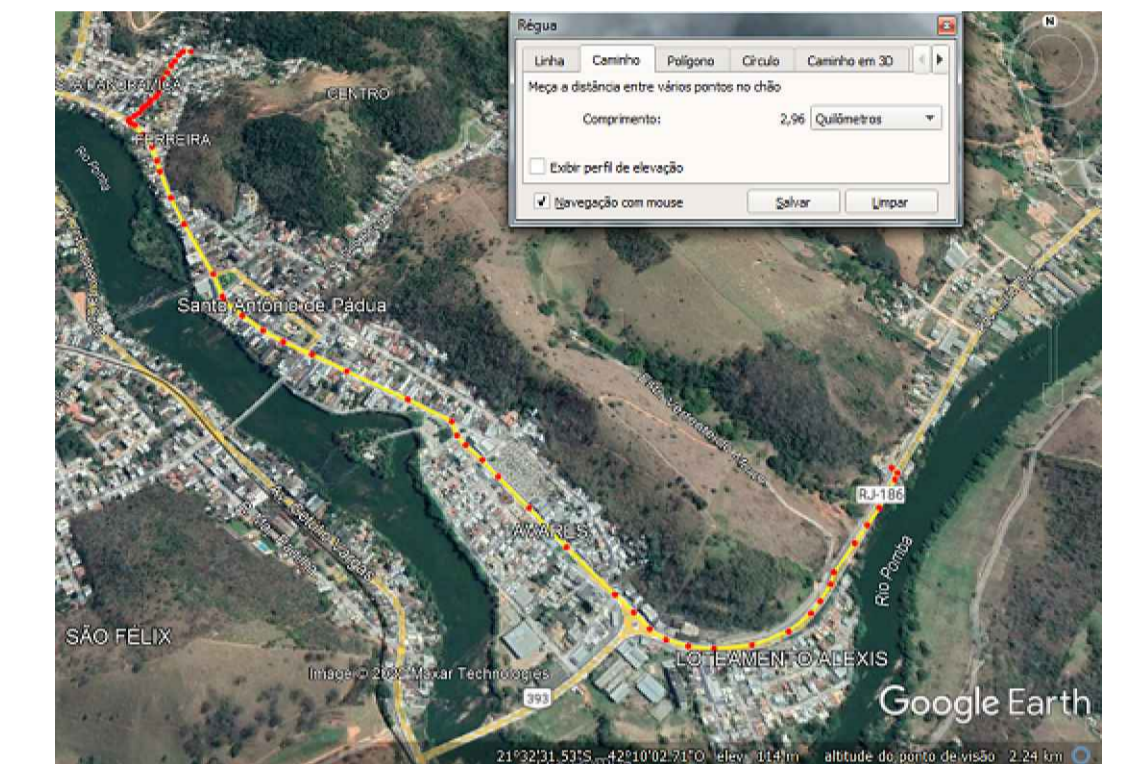 Régua
Linha
Caminho
Polígono
Círculo
Caminho em 3D
Meça a distância entre vários pontos no chão
Comprimento:
2,96
Quilômetros
Exibir perfil de elevação
Navegação com mouse
Salvar
Limpar
N
CENTRO
FERREIRA
Rio Pomba
Santo Antônio de Pádua
RJ-186
Rio Pomba
SÃO FÉLIX
LOTEAMENTO ALEXIS
Maxar Technologies
393
Google Earth
21°32'31.53"S
42°10'02.71"O
elev
114 m
altitude do ponto de visão
2.24 km